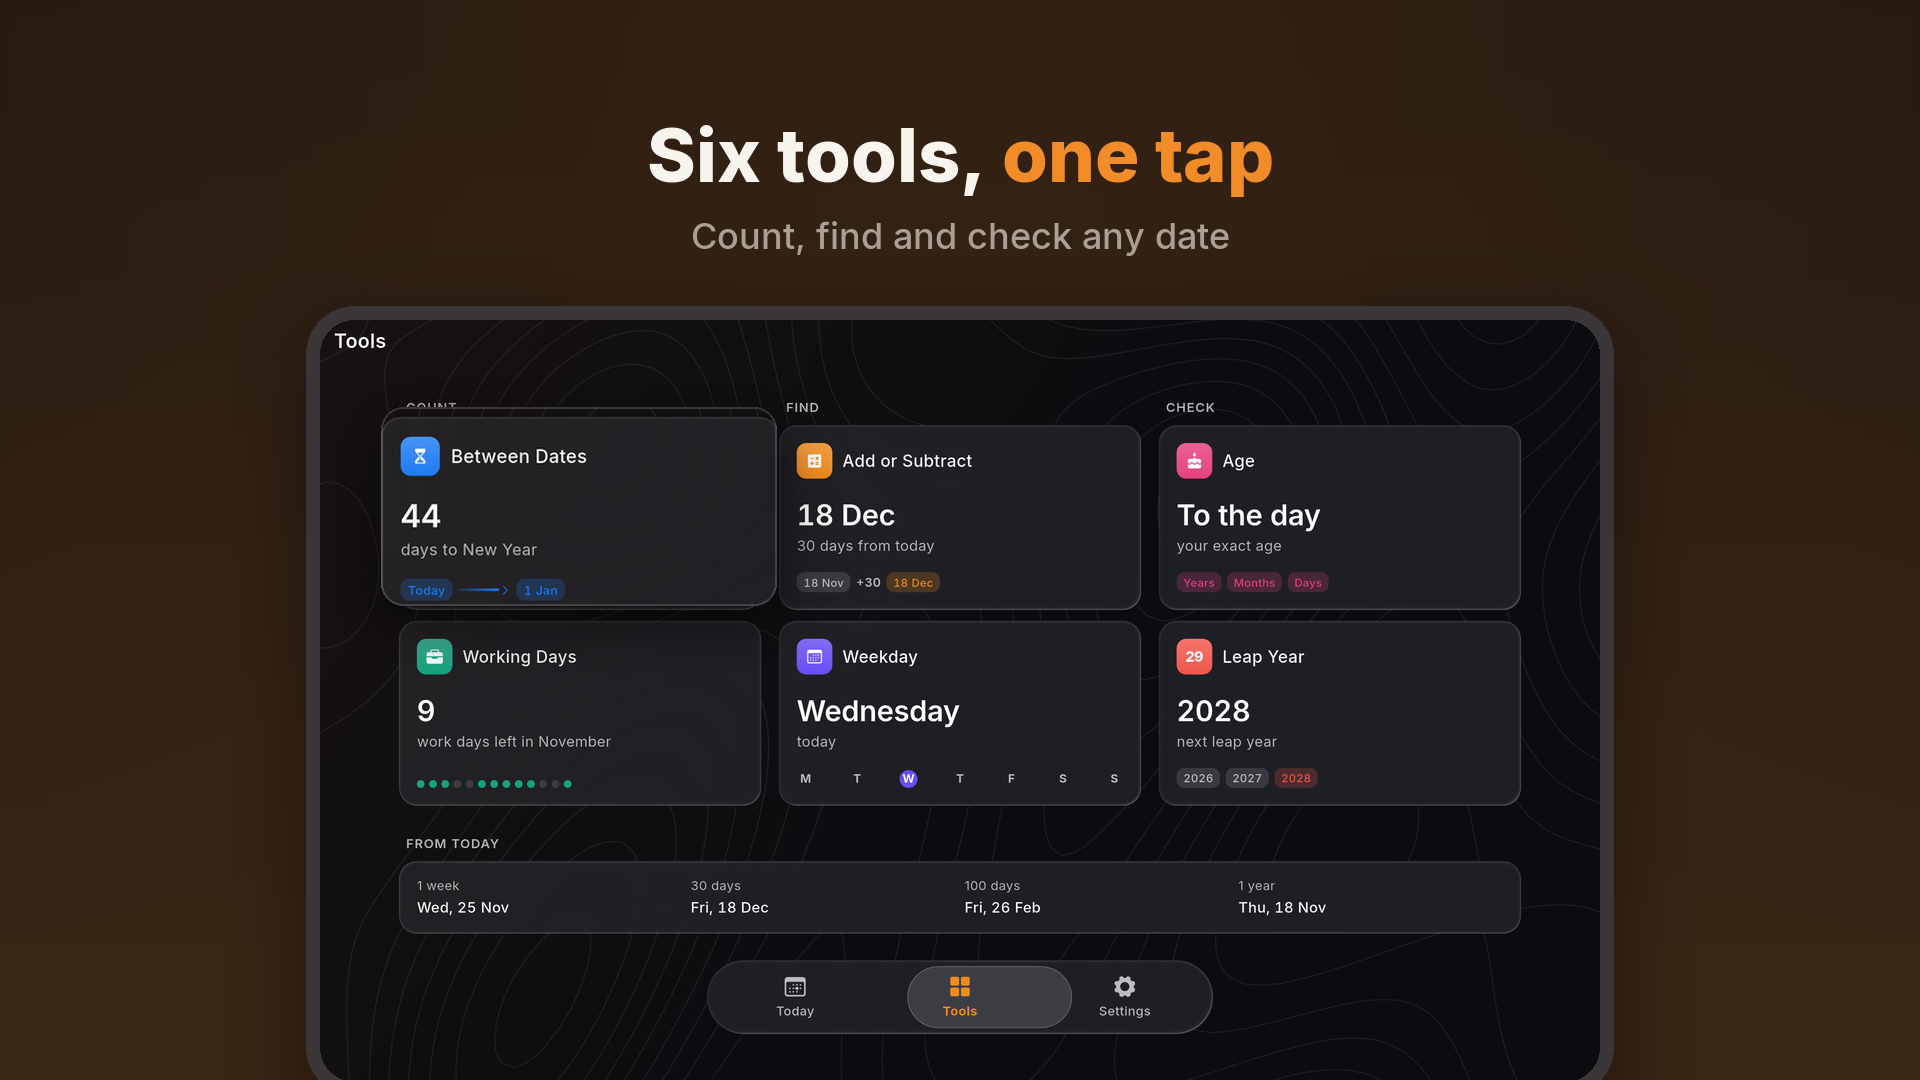 Six tools, one tap
Count, find and check any date
Tools
COUNT
Between Dates
44
days to New Year
Today
1 Jan
Working Days
9
work days left in November
FIND
Add or Subtract
18 Dec
30 days from today
18 Nov +30 18 Dec
Weekday
Wednesday
today
M T W T F S S
CHECK
Age
To the day
your exact age
Years Months Days
29 Leap Year
2028
next leap year
2026 2027 2028
FROM TODAY
1 week
Wed, 25 Nov
30 days
Fri, 18 Dec
100 days
Fri, 26 Feb
1 year
Thu, 18 Nov
Today
Tools
Settings